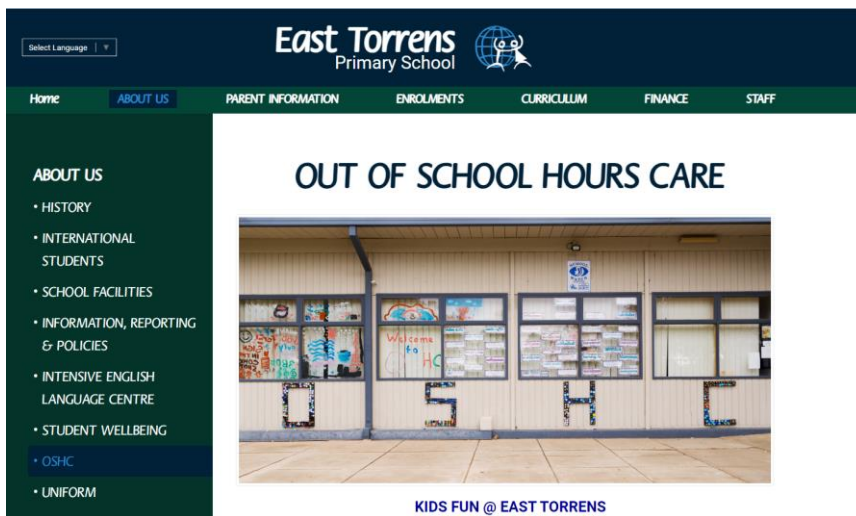 Select Language ▼
East Torrens
Primary School
Home ABOUT US PARENT INFORMATION ENROLMENTS CURRICULUM FINANCE STAFF
ABOUT US
• HISTORY
• INTERNATIONAL
STUDENTS
• SCHOOL FACILITIES
• INFORMATION, REPORTING
& POLICIES
• INTENSIVE ENGLISH
LANGUAGE CENTRE
• STUDENT WELLBEING
• OSHC
• UNIFORM
OUT OF SCHOOL HOURS CARE
Welcome
to
HC
O S H C
KIDS FUN @ EAST TORRENS